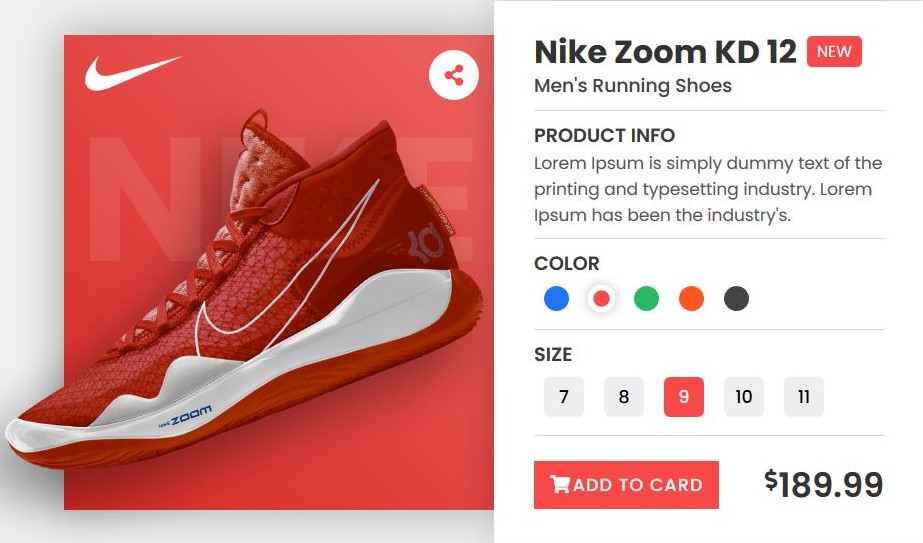 NIKE
NIKE ZOOM
Nike Zoom KD 12 NEW
Men's Running Shoes
PRODUCT INFO
Lorem Ipsum is simply dummy text of the
printing and typesetting industry. Lorem
Ipsum has been the industry's.
COLOR
SIZE
7 8 9 10 11
ADD TO CARD $189.99